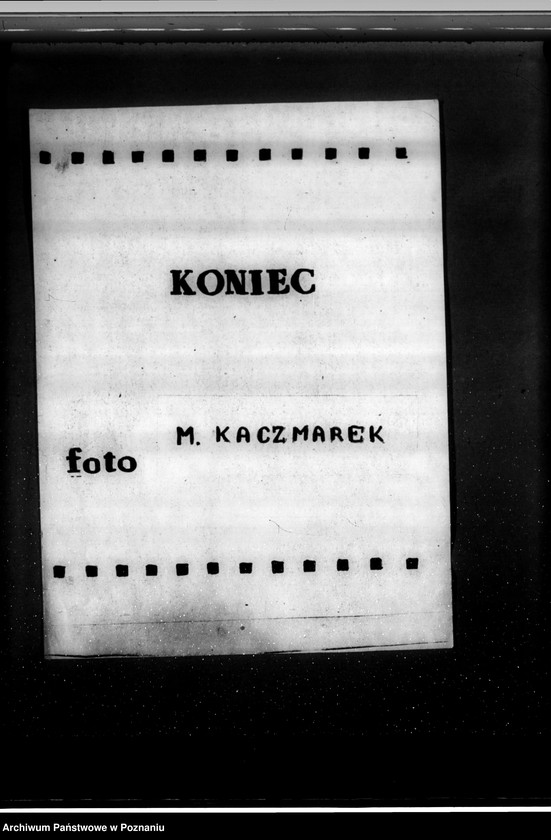 KONIEC
M. KACZMAREK
foto
Archiwum Państwowe w Poznaniu